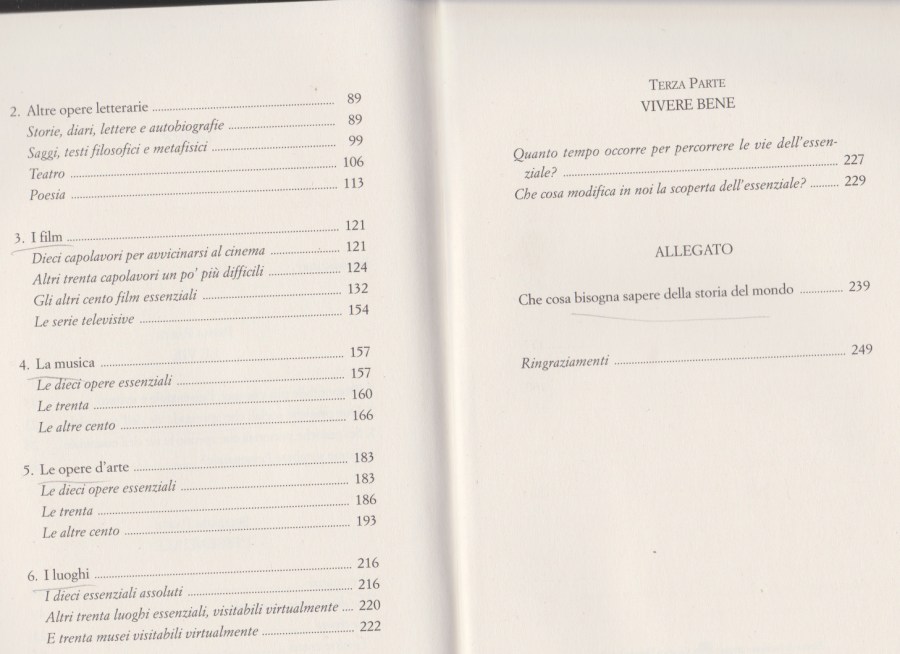 2. Altre opere letterarie ........ 89
Storie, diari, lettere e autobiografie ........ 89
Saggi, testi filosofici e metafisici ........ 99
Teatro ........ 106
Poesia ........ 113
3. I film ........ 121
Dieci capolavori per avvicinarsi al cinema ........ 121
Altri trenta capolavori un po' più difficili ........ 124
Gli altri cento film essenziali ........ 132
Le serie televisive ........ 154
4. La musica ........ 157
Le dieci opere essenziali ........ 157
Le trenta ........ 160
Le altre cento ........ 166
5. Le opere d'arte ........ 183
Le dieci opere essenziali ........ 183
Le trenta ........ 186
Le altre cento ........ 193
6. I luoghi ........ 216
I dieci essenziali assoluti ........ 216
Altri trenta luoghi essenziali, visitabili virtualmente .... 220
E trenta musei visitabili virtualmente ........ 222
TERZA PARTE
VIVERE BENE
Quanto tempo occorre per percorrere le vie dell'essen-
ziale? ........ 227
Che cosa modifica in noi la scoperta dell'essenziale? ........ 229
ALLEGATO
Che cosa bisogna sapere della storia del mondo ........ 239
Ringraziamenti ........ 249